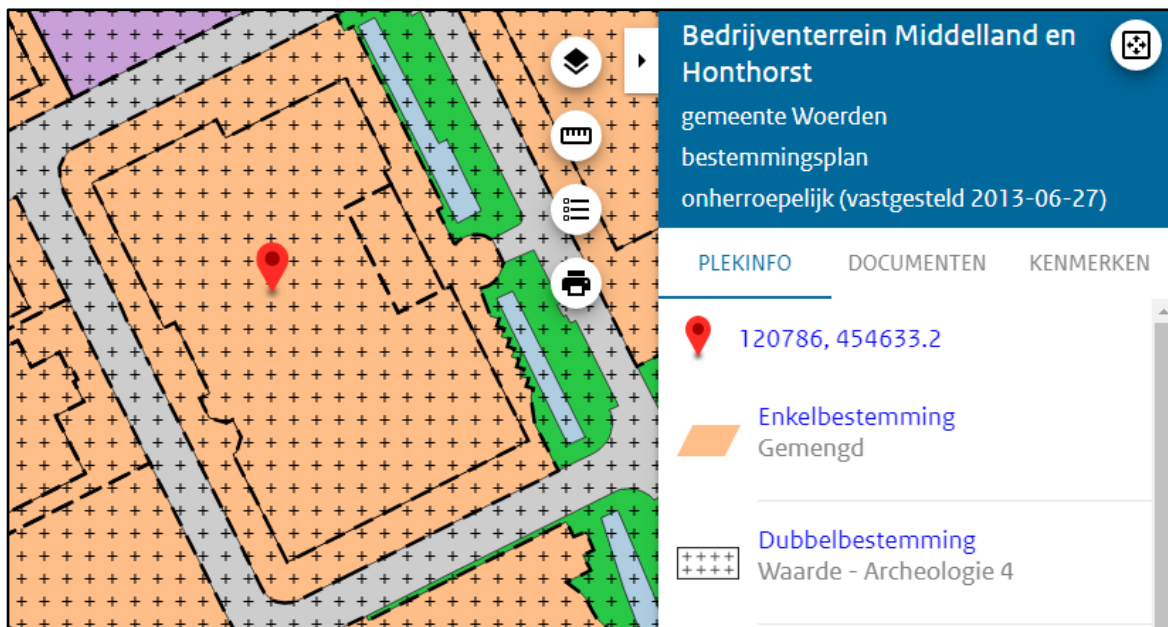 Bedrijventerrein Middelland en
Honthorst
gemeente Woerden
bestemmingsplan
onherroepelijk (vastgesteld 2013-06-27)
PLEKINFO DOCUMENTEN KENMERKEN
120786, 454633.2
Enkelbestemming
Gemengd
Dubbelbestemming
Waarde - Archeologie 4